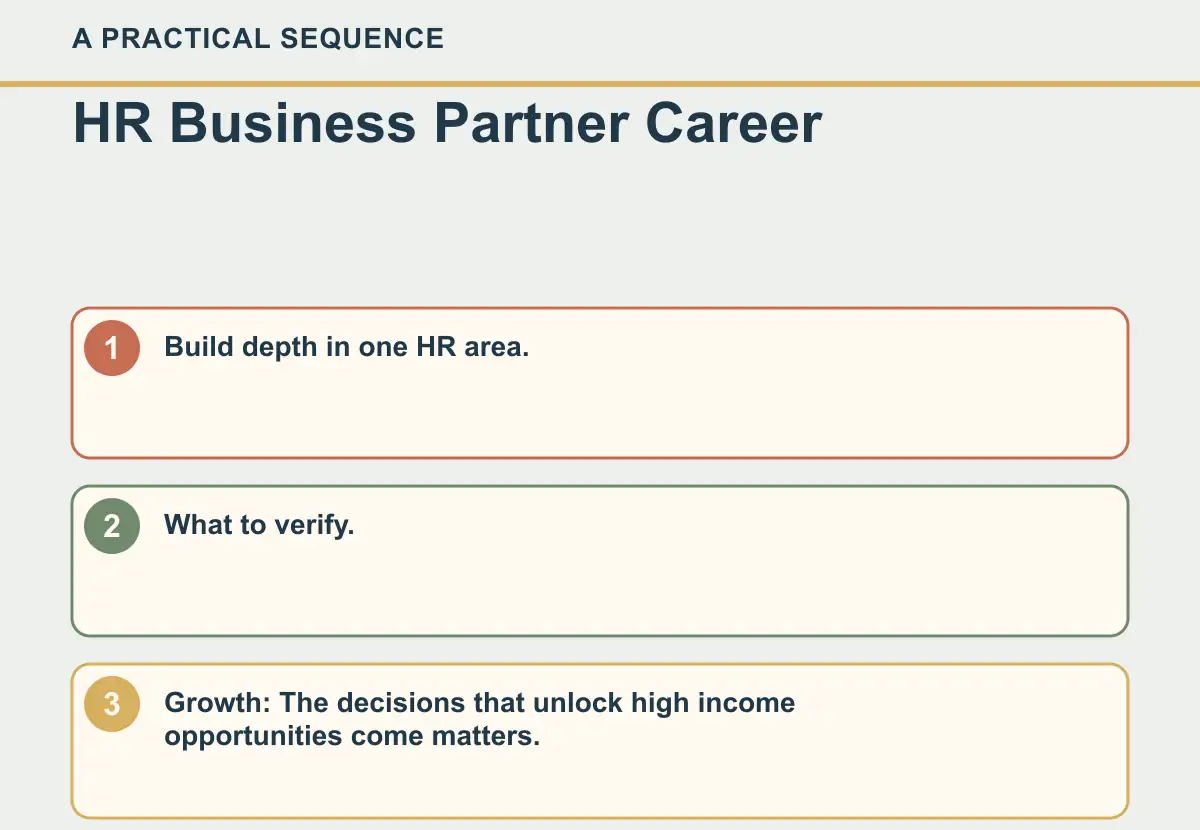 A PRACTICAL SEQUENCE
HR Business Partner Career
1
Build depth in one HR area.
2
What to verify.
3
Growth: The decisions that unlock high income
opportunities come matters.